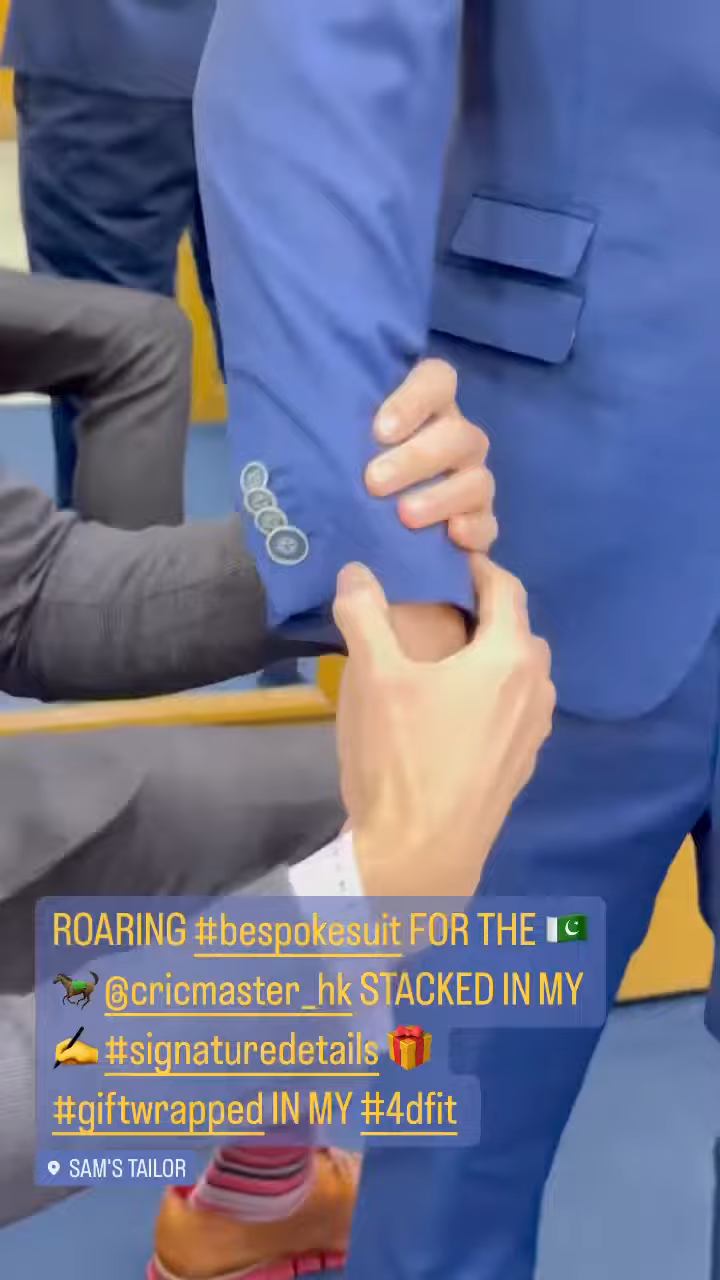 ROARING #bespokesuit FOR THE 🇵🇰
🐎 @cricmaster_hk STACKED IN MY
✍️ #signaturedetails 🎁
#giftwrapped IN MY #4dfit
SAM'S TAILOR